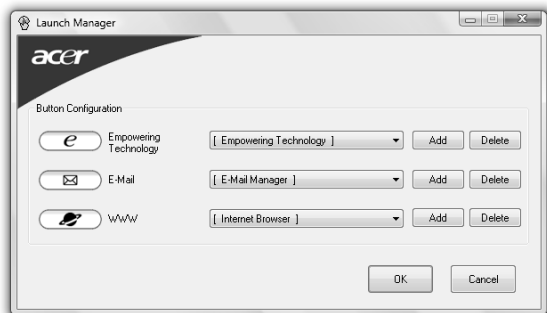 Launch Manager
acer
Button Configuration
e Empowering
Technology
[ Empowering Technology ] Add Delete
E-Mail [ E-Mail Manager ] Add Delete
WWW [ Internet Browser ] Add Delete
OK Cancel